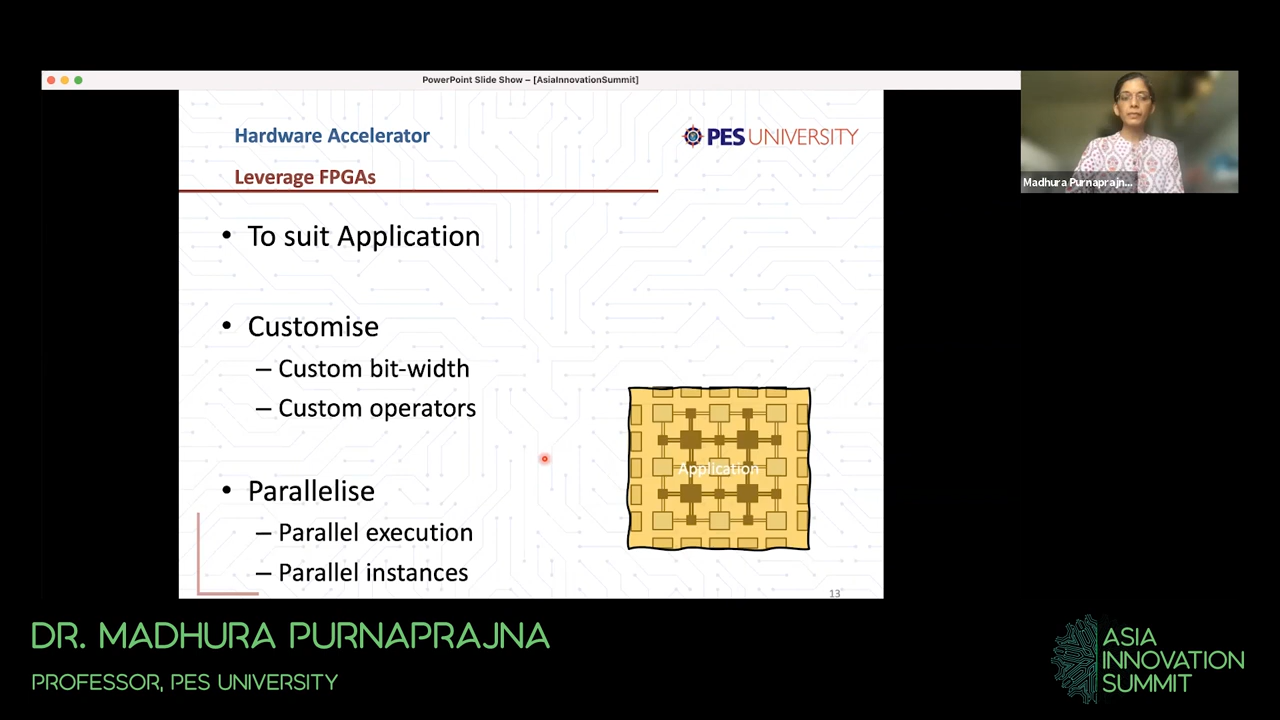 PowerPoint Slide Show – [AsiaInnovationSummit]
Hardware Accelerator
PES UNIVERSITY
Leverage FPGAs
Madhura Purnaprajn...
• To suit Application
• Customise
– Custom bit-width
– Custom operators
Application
• Parallelise
– Parallel execution
– Parallel instances
13
DR. MADHURA PURNAPRAJNA
PROFESSOR, PES UNIVERSITY
ASIA
INNOVATION
SUMMIT